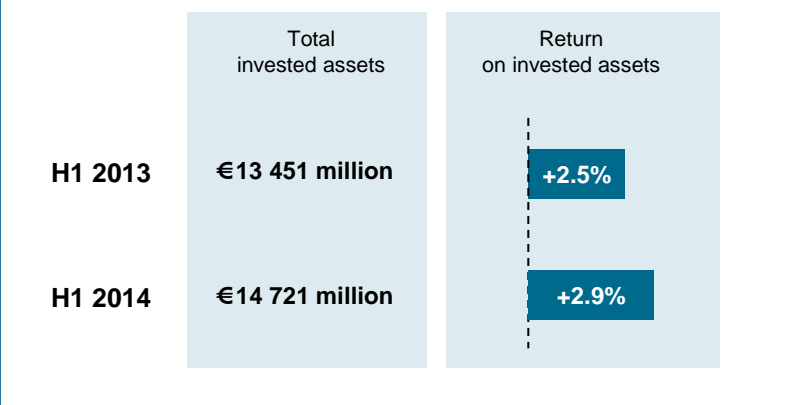 Total
invested assets
Return
on invested assets
H1 2013
€13 451 million
+2.5%
H1 2014
€14 721 million
+2.9%